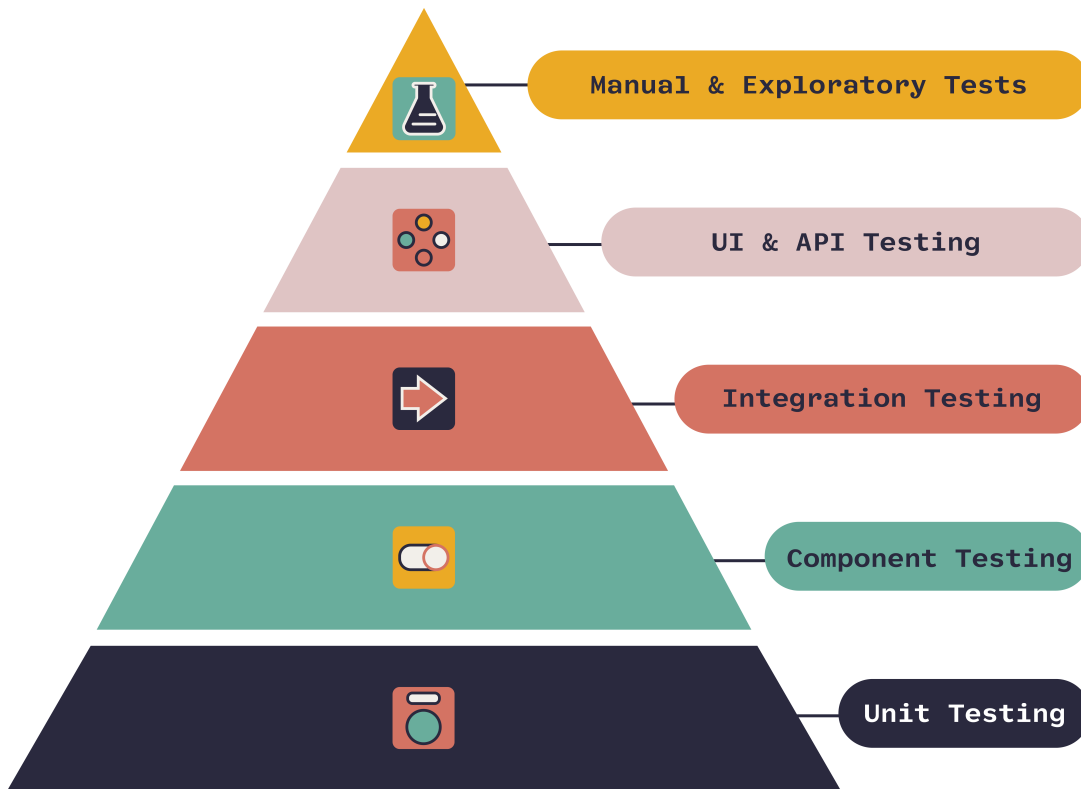 Manual & Exploratory Tests
UI & API Testing
Integration Testing
Component Testing
Unit Testing